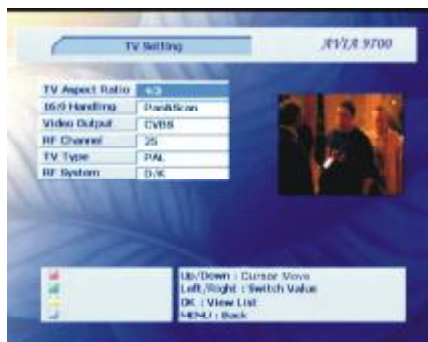 TV Setting
AVIA 9700
TV Aspect Ratio 4:3
16:9 Handling Pan&Scan
Video Output CVBS
RF Channel 25
TV Type PAL
RF System D/K
Up/Down : Cursor Move
Left/Right : Switch Value
OK : View List
MENU : Back